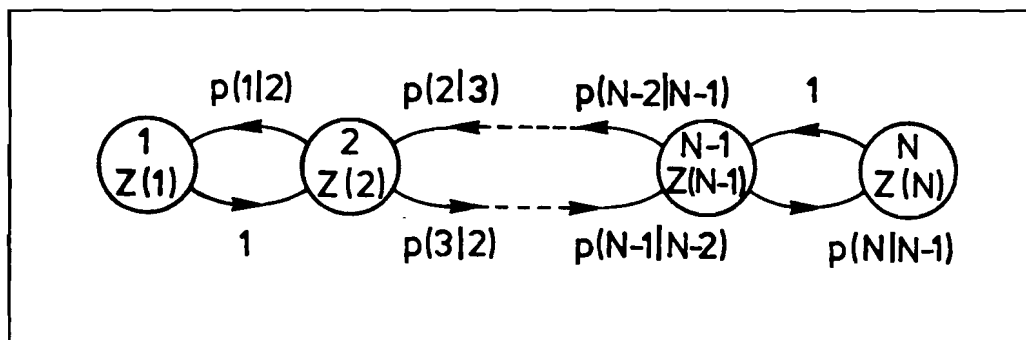 p(1|2) p(2|3) p(N-2|N-1) 1
1 2 N-1 N
Z(1) Z(2) Z(N-1) Z(N)
1 p(3|2) p(N-1|N-2) p(N|N-1)